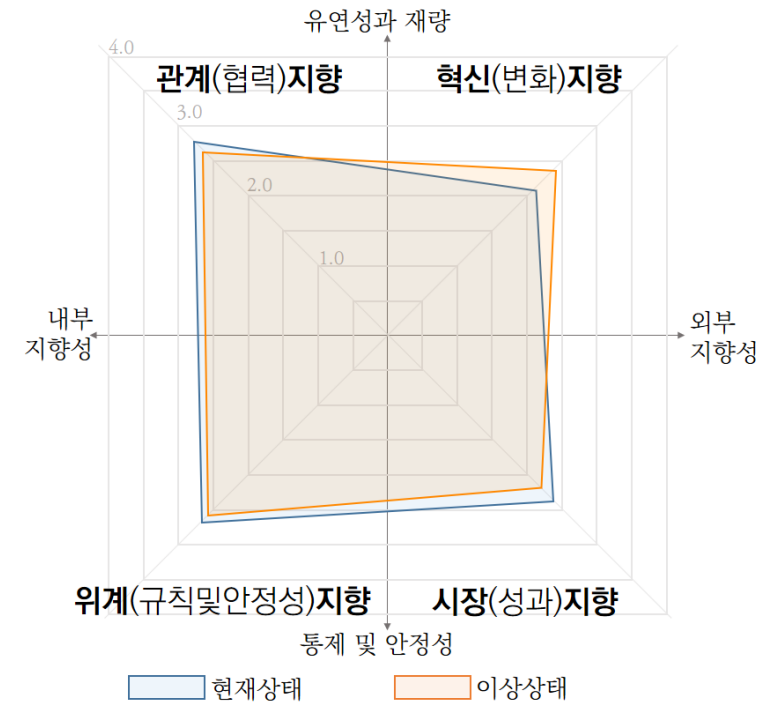 유연성과 재량
4.0
관계(협력)지향
혁신(변화)지향
3.0
2.0
1.0
내부
지향성
외부
지향성
위계(규칙및안정성)지향
시장(성과)지향
통제 및 안정성
현재상태
이상상태